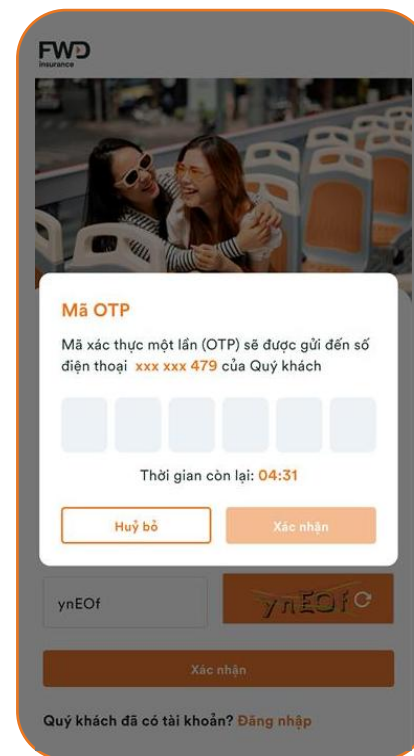 FWD
insurance
Mã OTP
Mã xác thực một lần (OTP) sẽ được gửi đến số
điện thoại xxx xxx 479 của Quý khách
Thời gian còn lại: 04:31
Huỷ bỏ
Xác nhận
ynEOf
ynEOf
Xác nhận
Quý khách đã có tài khoản? Đăng nhập